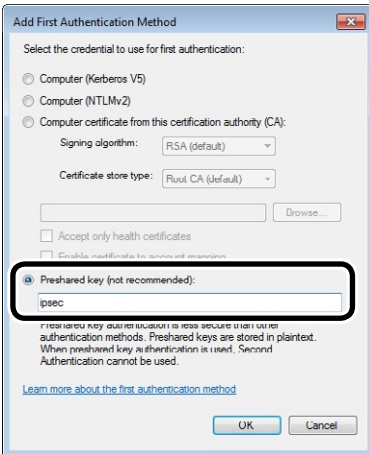 Add First Authentication Method
Select the credential to use for first authentication:
Computer (Kerberos V5)
Computer (NTLMv2)
Computer certificate from this certification authority (CA):
Signing algorithm: RSA (default)
Certificate store type: Root CA (default)
Browse...
Accept only health certificates
Enable certificate to account mapping
Preshared key (not recommended):
ipsec
Preshared key authentication is less secure than other
authentication methods. Preshared keys are stored in plaintext.
When preshared key authentication is used, Second
Authentication cannot be used.
Learn more about the first authentication method
OK Cancel